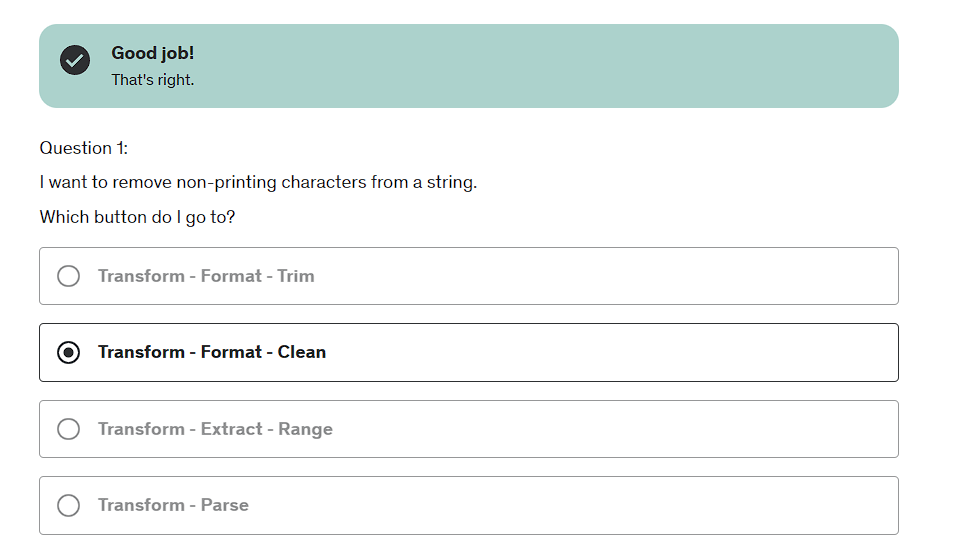 Good job!
That's right.
Question 1:
I want to remove non-printing characters from a string.
Which button do I go to?
Transform - Format - Trim
Transform - Format - Clean
Transform - Extract - Range
Transform - Parse